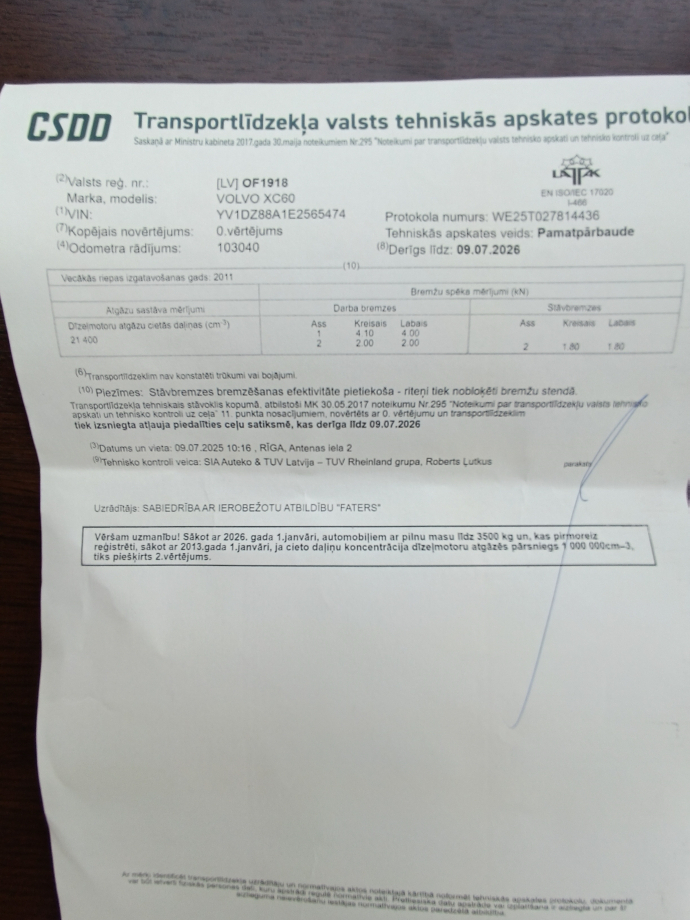 CSDD
Transportlīdzekļa valsts tehniskās apskates protokol
Saskaņā ar Ministru kabineta 2017.gada 30.maija noteikumiem Nr.295 "Noteikumi par transportlīdzekļu valsts tehnisko apskati un tehnisko kontroli uz ceļa"
LATAK
EN ISO/IEC 17020
I-466
(2)Valsts reģ. nr.: [LV] OF1918
Marka, modelis: VOLVO XC60
(1)VIN: YV1DZ88A1E2565474 Protokola numurs: WE25T027814436
(7)Kopējais novērtējums: 0.vērtējums Tehniskās apskates veids: Pamatpārbaude
(4)Odometra rādījums: 103040 (8)Derīgs līdz: 09.07.2026
(10)
Vecākās riepas izgatavošanas gads: 2011
Bremžu spēka mērījumi (kN)
Atgāzu sastāva mērījumi Darba bremzes Stāvbremzes
Dīzeļmotoru atgāzu cietās daļiņas (cm-3) Ass Kreisais Labais Ass Kreisais Labais
21 400 1 4.10 4.00
2 2.00 2.00 2 1.80 1.80
(6)Transportlīdzeklim nav konstatēti trūkumi vai bojājumi.
(10) Piezīmes: Stāvbremzes bremzēšanas efektivitāte pietiekoša - riteņi tiek nobloķēti bremžu stendā.
Transportlīdzekļa tehniskais stāvoklis kopumā, atbilstoši MK 30.05.2017 noteikumu Nr.295 "Noteikumi par transportlīdzekļu valsts tehnisko
apskati un tehnisko kontroli uz ceļa" 11. punkta nosacījumiem, novērtēts ar 0. vērtējumu un transportlīdzeklim
tiek izsniegta atļauja piedalīties ceļu satiksmē, kas derīga līdz 09.07.2026
(3)Datums un vieta: 09.07.2025 10:16 , RĪGA, Antenas iela 2
(9)Tehnisko kontroli veica: SIA Auteko & TUV Latvija – TUV Rheinland grupa, Roberts Ļutkus
paraksts
Uzrādītājs: SABIEDRĪBA AR IEROBEŽOTU ATBILDĪBU "FATERS"
Vēršam uzmanību! Sākot ar 2026. gada 1.janvāri, automobiļiem ar pilnu masu līdz 3500 kg un, kas pirmoreiz
reģistrēti, sākot ar 2013.gada 1.janvāri, ja cieto daļiņu koncentrācija dīzeļmotoru atgāzēs pārsniegs 1 000 000cm–3,
tiks piešķirts 2.vērtējums.